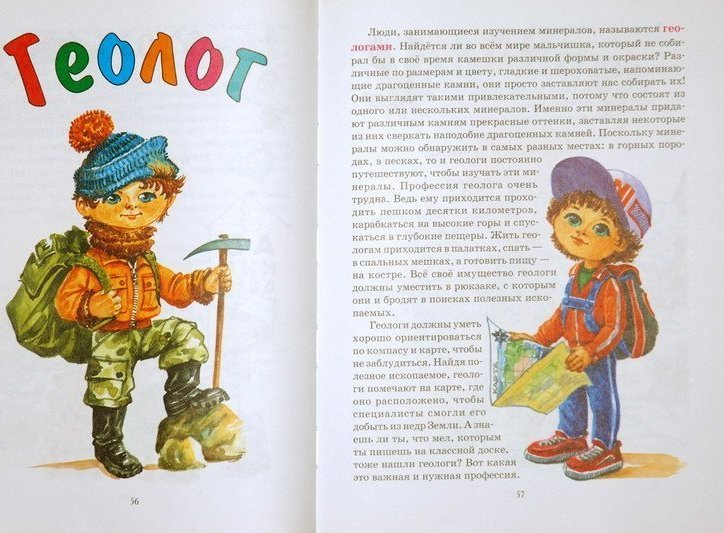 Геолог
56
Люди, занимающиеся изучением минералов, называются гео-
логами. Найдётся ли во всём мире мальчишка, который не соби-
рал бы в своё время камешки различной формы и окраски? Раз-
личные по размерам и цвету, гладкие и шероховатые, напоминаю-
щие драгоценные камни, они просто заставляют нас собирать их!
Они выглядят такими привлекательными, потому что состоят из
одного или нескольких минералов. Именно эти минералы прида-
ют различным камням прекрасные оттенки, заставляя некоторые
из них сверкать наподобие драгоценных камней. Поскольку мине-
ралы можно обнаружить в самых разных местах: в горных поро-
дах, в песках, то и геологи постоянно
путешествуют, чтобы изучать эти ми-
нералы. Профессия геолога очень
трудна. Ведь ему приходится прохо-
дить пешком десятки километров,
карабкаться на высокие горы и спус-
каться в глубокие пещеры. Жить гео-
логам приходится в палатках, спать —
в спальных мешках, а готовить пищу —
на костре. Всё своё имущество геологи
должны уместить в рюкзаке, с которым
они и бродят в поисках полезных иско-
паемых.
Геологи должны уметь
хорошо ориентироваться
по компасу и карте, чтобы
не заблудиться. Найдя по-
лезное ископаемое, геоло-
ги помечают на карте, где
оно расположено, чтобы
специалисты смогли его
добыть из недр Земли. А зна-
ешь ли ты, что мел, которым
ты пишешь на классной доске,
тоже нашли геологи? Вот какая
это важная и нужная профессия.
КАРТА
57